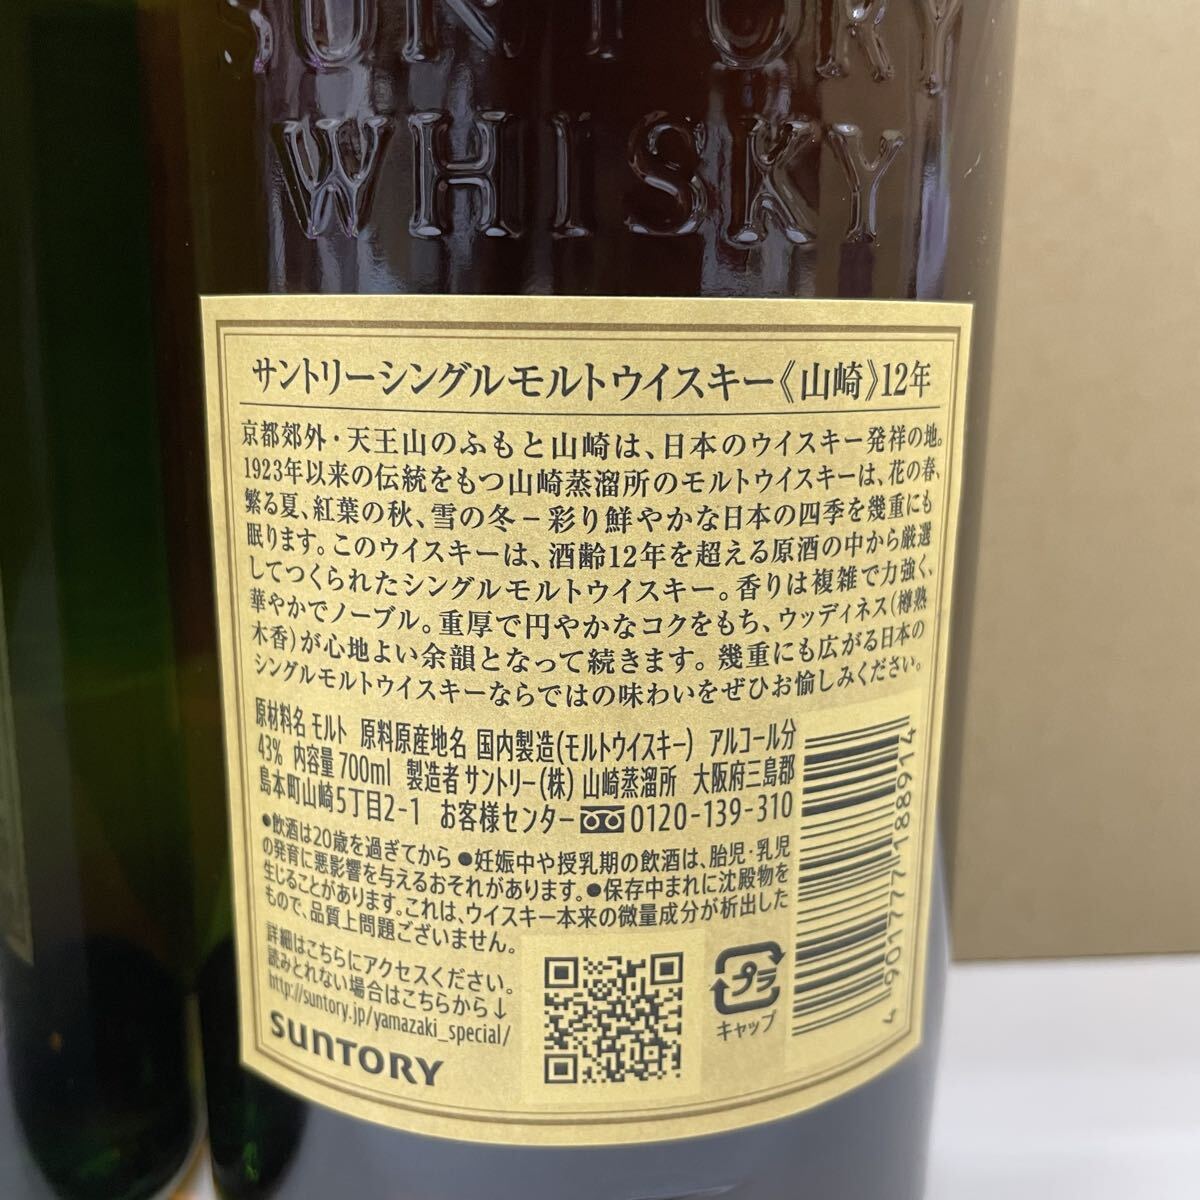 SUNTORY
WHISKY
サントリーシングルモルトウイスキー《山崎》12年
京都郊外・天王山のふもと山崎は、日本のウイスキー発祥の地。
1923年以来の伝統をもつ山崎蒸溜所のモルトウイスキーは、花の春、
繁る夏、紅葉の秋、雪の冬－彩り鮮やかな日本の四季を幾重にも
眠ります。このウイスキーは、酒齢12年を超える原酒の中から厳選
してつくられたシングルモルトウイスキー。香りは複雑で力強く、
華やかでノーブル。重厚で円やかなコクをもち、ウッディネス(樽熟
木香)が心地よい余韻となって続きます。幾重にも広がる日本の
シングルモルトウイスキーならではの味わいをぜひお愉しみください。
原材料名 モルト 原料原産地名 国内製造(モルトウイスキー) アルコール分
43% 内容量 700ml 製造者 サントリー(株) 山崎蒸溜所 大阪府三島郡
島本町山崎5丁目2-1 お客様センター 0120-139-310
●飲酒は20歳を過ぎてから ●妊娠中や授乳期の飲酒は、胎児・乳児
の発育に悪影響を与えるおそれがあります。●保存中まれに沈殿物を
生じることがあります。これは、ウイスキー本来の微量成分が析出した
もので、品質上問題ございません。
詳細はこちらにアクセスください。
読みとれない場合はこちらから↓
http://suntory.jp/yamazaki_special/
SUNTORY
プラ
キャップ
4 901777 188914